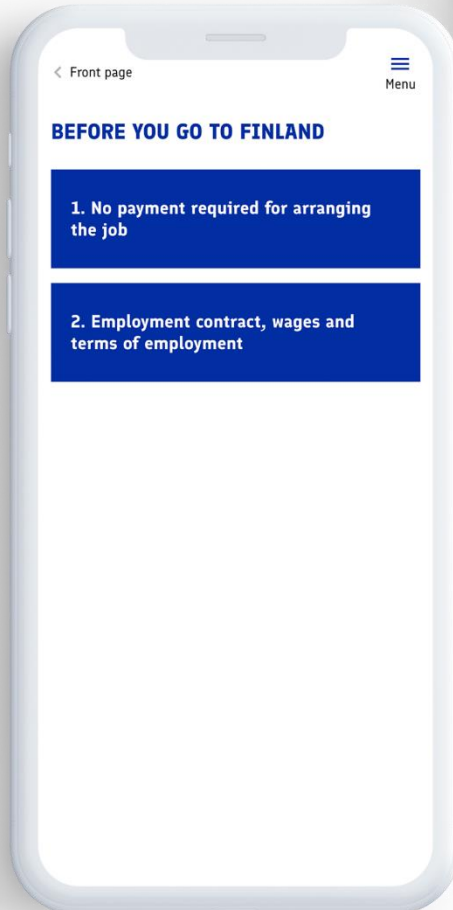 Front page
Menu
BEFORE YOU GO TO FINLAND
1. No payment required for arranging
the job
2. Employment contract, wages and
terms of employment